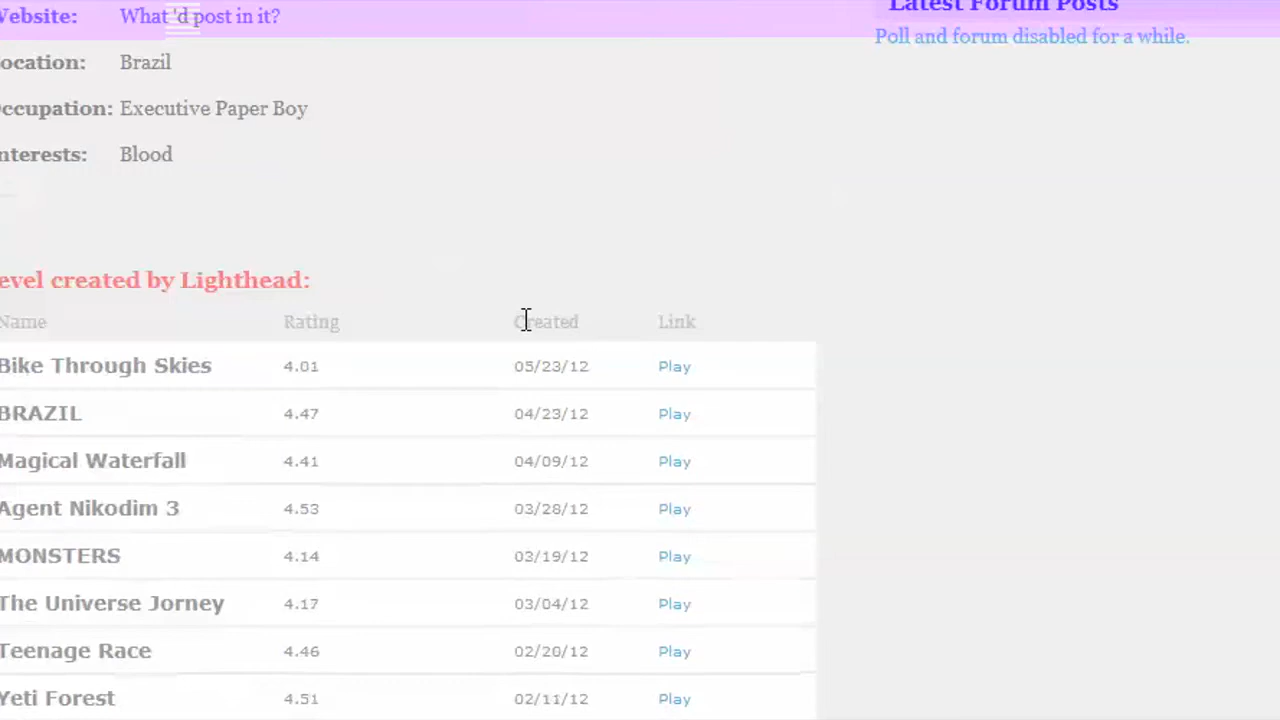 Website: What 'd post in it?
Latest Forum Posts
Poll and forum disabled for a while.
ocation: Brazil
ccupation: Executive Paper Boy
nterests: Blood
evel created by Lighthead:
Name Rating Created Link
Bike Through Skies 4.01 05/23/12 Play
BRAZIL 4.47 04/23/12 Play
Magical Waterfall 4.41 04/09/12 Play
Agent Nikodim 3 4.53 03/28/12 Play
MONSTERS 4.14 03/19/12 Play
The Universe Jorney 4.17 03/04/12 Play
Teenage Race 4.46 02/20/12 Play
Yeti Forest 4.51 02/11/12 Play